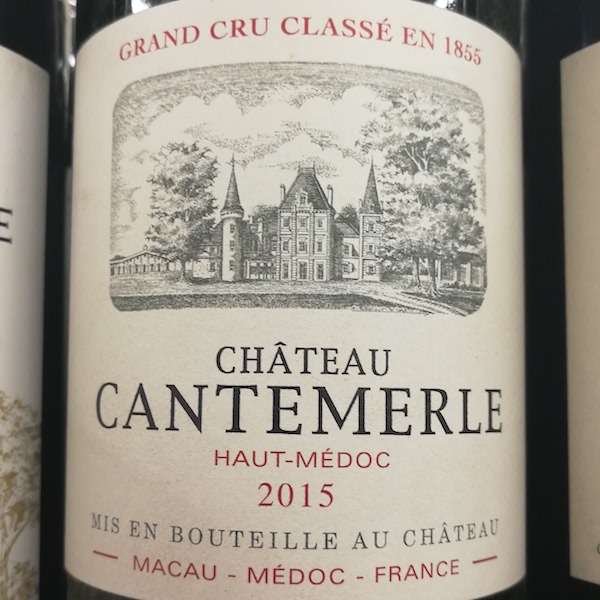 GRAND CRU CLASSÉ EN 1855
CHÂTEAU
CANTEMERLE
HAUT-MÉDOC
2015
MIS EN BOUTEILLE AU CHÂTEAU
MACAU - MÉDOC - FRANCE